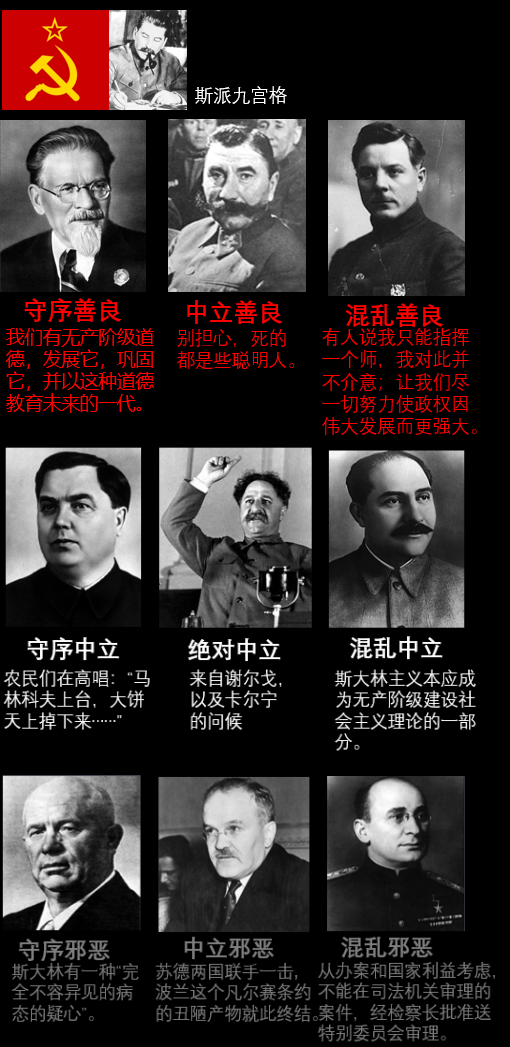 斯派九宫格
守序善良
我们有无产阶级道
德，发展它，巩固
它，并以这种道德
教育未来的一代。
中立善良
别担心，死的
都是些聪明人。
混乱善良
有人说我只能指挥
一个师，我对此并
不介意；让我们尽
一切努力使政权因
伟大发展而更强大。
守序中立
农民们在高唱：“马
林科夫上台，大饼
天上掉下来······”
绝对中立
来自谢尔戈，
以及卡尔宁
的问候
混乱中立
斯大林主义本应成
为无产阶级建设社
会主义理论的一部
分。
守序邪恶
斯大林有一种“完
全不容异见的病
态的疑心”。
中立邪恶
苏德两国联手一击，
波兰这个凡尔赛条约
的丑陋产物就此终结。
混乱邪恶
从办案和国家利益考虑，
不能在司法机关审理的
案件，经检察长批准送
特别委员会审理。